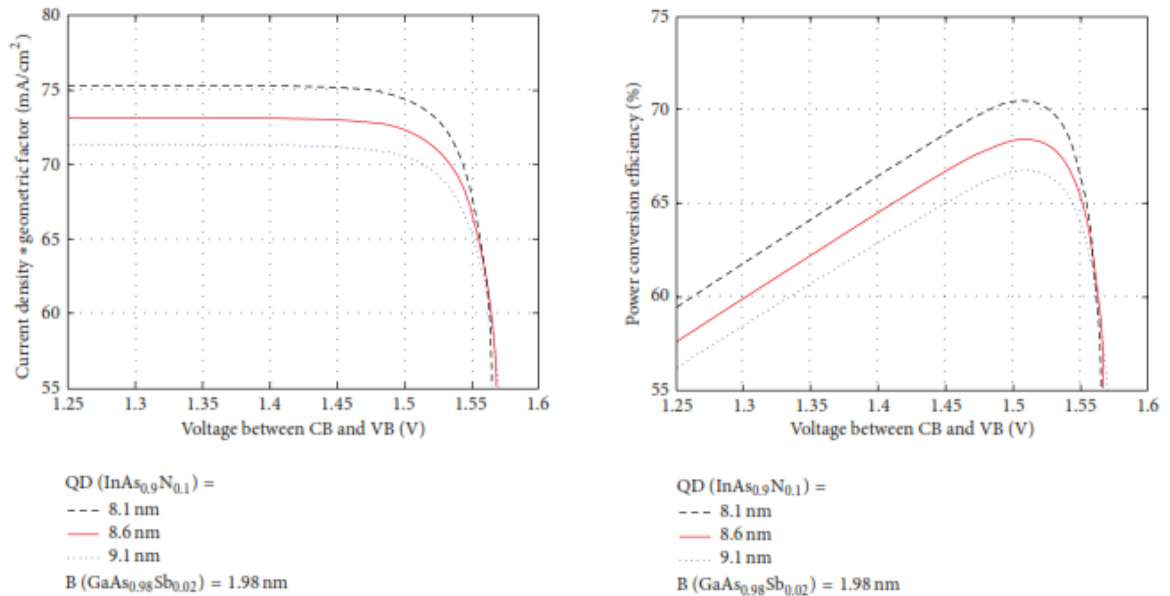 80
75
70
65
60
55
Current density * geometric factor (mA/cm²)
1.25 1.3 1.35 1.4 1.45 1.5 1.55 1.6
Voltage between CB and VB (V)
QD (InAs₀.₉N₀.₁) =
8.1 nm
8.6 nm
9.1 nm
B (GaAs₀.₉₈Sb₀.₀₂) = 1.98 nm
75
70
65
60
55
Power conversion efficiency (%)
1.25 1.3 1.35 1.4 1.45 1.5 1.55 1.6
Voltage between CB and VB (V)
QD (InAs₀.₉N₀.₁) =
8.1 nm
8.6 nm
9.1 nm
B (GaAs₀.₉₈Sb₀.₀₂) = 1.98 nm